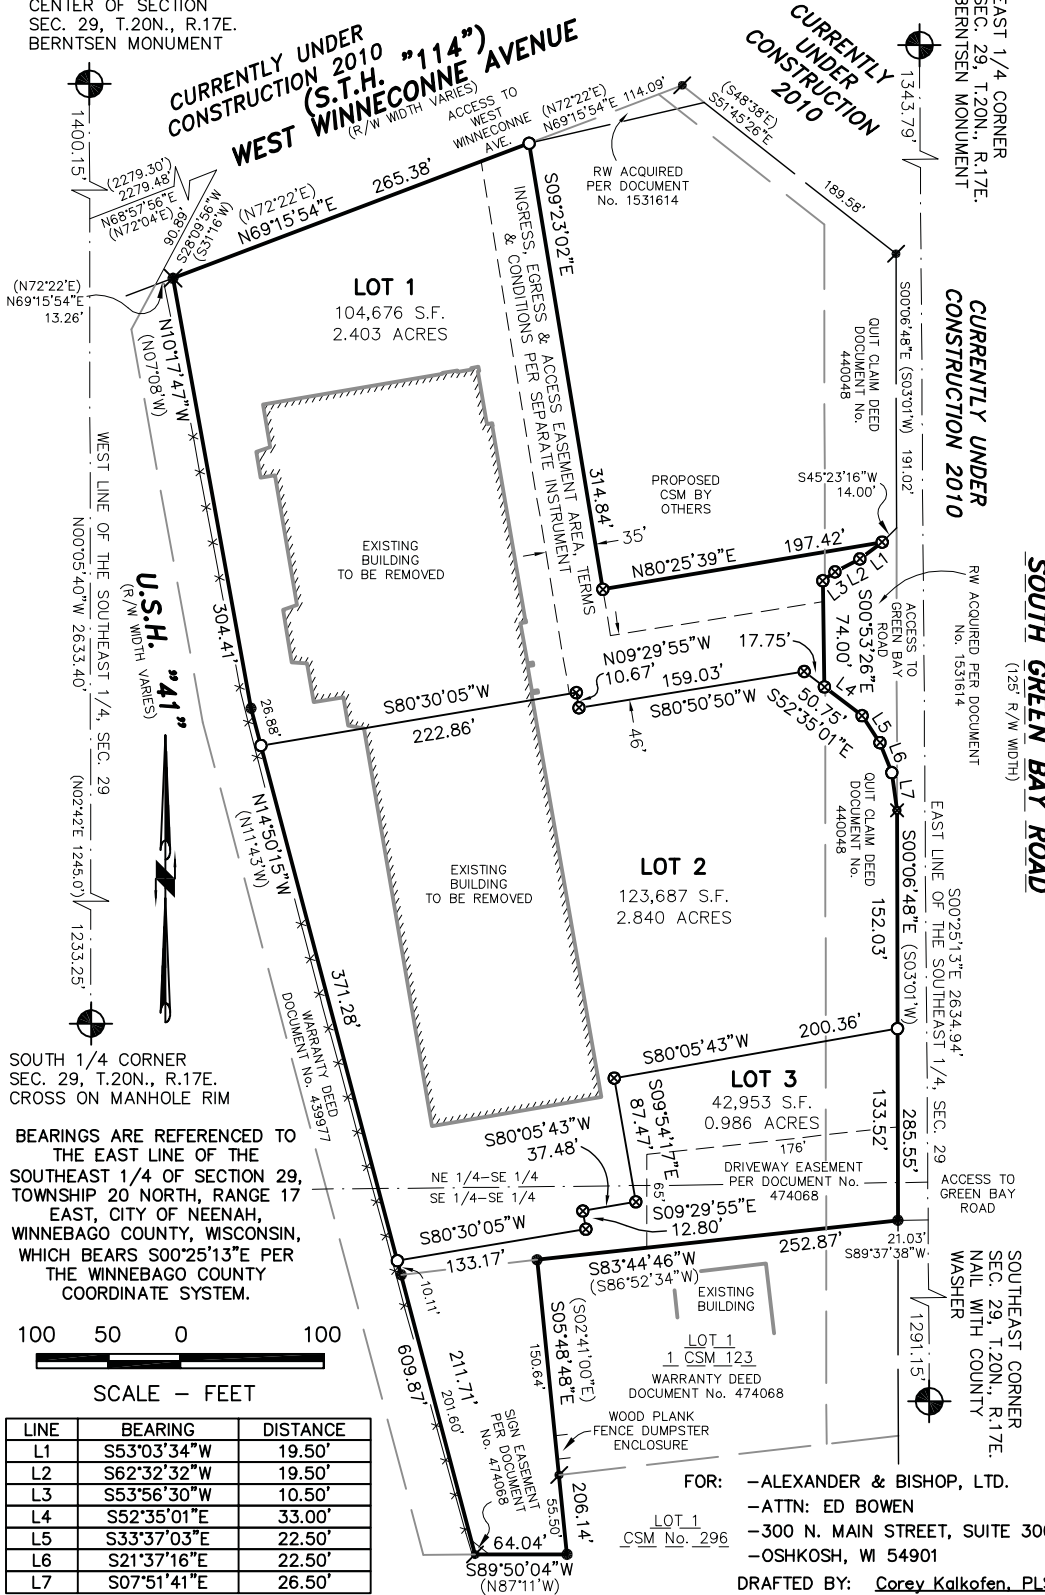 CENTER OF SECTION
SEC. 29, T.20N., R.17E.
BERNTSEN MONUMENT
CURRENTLY UNDER
CONSTRUCTION 2010
(S.T.H. "114")
WEST WINNECONNE AVENUE
(R/W WIDTH VARIES)
ACCESS TO
WEST
WINNECONNE
AVE.
(N72°22'E)
N69°15'54"E 114.09'
CURRENTLY
UNDER
CONSTRUCTION
2010
(S48°38'E)
S51°45'26"E
189.58'
EAST 1/4 CORNER
SEC. 29, T.20N., R.17E.
BERNTSEN MONUMENT
1343.79'
1400.15'
(2279.30')
2279.48'
N68°57'56"E
(N72°04'E)
90.89'
S28°09'56"W
(S31°16'W)
265.38'
(N72°22'E)
N69°15'54"E
(N72°22'E)
N69°15'54"E
13.26'
RW ACQUIRED
PER DOCUMENT
No. 1531614
S09°23'02"E
314.84'
INGRESS, EGRESS & ACCESS EASEMENT AREA, TERMS
& CONDITIONS PER SEPARATE INSTRUMENT
LOT 1
104,676 S.F.
2.403 ACRES
N10°17'47"W
(N07°08'W)
304.41'
26.88'
S00°06'48"E (S03°01'W) 191.02'
QUIT CLAIM DEED
DOCUMENT No.
440048
CURRENTLY UNDER
CONSTRUCTION 2010
PROPOSED
CSM BY
OTHERS
S45°23'16"W
14.00'
35'
197.42'
N80°25'39"E
L1
L2
L3
EXISTING
BUILDING
TO BE REMOVED
WEST LINE OF THE SOUTHEAST 1/4, SEC. 29
N00°05'40"W 2633.40'
(N02°42'E 1245.0')
1233.25'
U.S.H. "41"
(R/W WIDTH VARIES)
SOUTH GREEN BAY ROAD
(125' R/W WIDTH)
RW ACQUIRED PER DOCUMENT
No. 1531614
ACCESS TO
GREEN BAY
ROAD
S00°53'26"E
74.00'
N09°29'55"W
10.67'
17.75'
159.03'
S80°50'50"W
S80°30'05"W
222.86'
46'
50.75'
S52°35'01"E
L4
L5
L6
L7
QUIT CLAIM DEED
DOCUMENT No.
440048
S00°06'48"E (S03°01'W)
152.03'
EAST LINE OF THE SOUTHEAST 1/4, SEC. 29
S00°25'13"E 2634.94'
N14°50'15"W
(N11°43'W)
371.28'
EXISTING
BUILDING
TO BE REMOVED
LOT 2
123,687 S.F.
2.840 ACRES
WARRANTY DEED
DOCUMENT No. 439977
200.36'
S80°05'43"W
LOT 3
42,953 S.F.
0.986 ACRES
133.52'
285.55'
S09°54'17"E
87.47'
S80°05'43"W
37.48'
176'
65'
DRIVEWAY EASEMENT
PER DOCUMENT No.
474068
NE 1/4-SE 1/4
SE 1/4-SE 1/4
S09°29'55"E
12.80'
S80°30'05"W
133.17'
252.87'
S83°44'46"W
(S86°52'34"W)
ACCESS TO
GREEN BAY
ROAD
21.03'
S89°37'38"W
SOUTHEAST CORNER
SEC. 29, T.20N., R.17E.
NAIL WITH COUNTY
WASHER
1291.15'
SOUTH 1/4 CORNER
SEC. 29, T.20N., R.17E.
CROSS ON MANHOLE RIM
BEARINGS ARE REFERENCED TO
THE EAST LINE OF THE
SOUTHEAST 1/4 OF SECTION 29,
TOWNSHIP 20 NORTH, RANGE 17
EAST, CITY OF NEENAH,
WINNEBAGO COUNTY, WISCONSIN,
WHICH BEARS S00°25'13"E PER
THE WINNEBAGO COUNTY
COORDINATE SYSTEM.
100 50 0 100
SCALE - FEET
10.11'
609.87'
211.71'
201.60'
SIGN EASEMENT
PER DOCUMENT
No. 474068
(S02°41'00"E)
S05°48'48"E
150.64'
206.14'
55.50'
64.04'
S89°50'04"W
(N87°11'W)
EXISTING
BUILDING
LOT 1
1 CSM 123
WARRANTY DEED
DOCUMENT No. 474068
WOOD PLANK
FENCE DUMPSTER
ENCLOSURE
LOT 1
CSM No. 296
LINE BEARING DISTANCE
L1 S53°03'34"W 19.50'
L2 S62°32'32"W 19.50'
L3 S53°56'30"W 10.50'
L4 S52°35'01"E 33.00'
L5 S33°37'03"E 22.50'
L6 S21°37'16"E 22.50'
L7 S07°51'41"E 26.50'
FOR: -ALEXANDER & BISHOP, LTD.
-ATTN: ED BOWEN
-300 N. MAIN STREET, SUITE 300
-OSHKOSH, WI 54901
DRAFTED BY: Corey Kalkofen, PLS